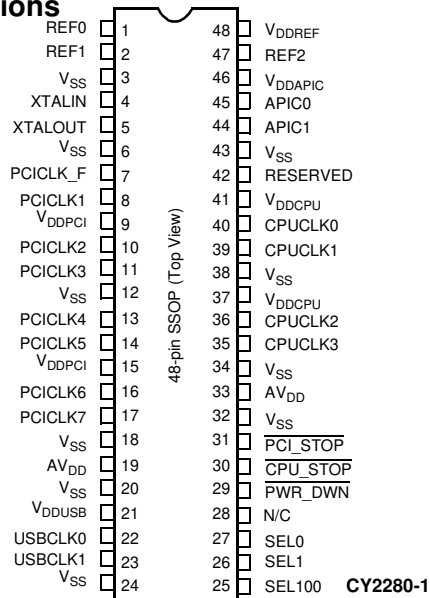 ions
REF0 1 48 VDDREF
REF1 2 47 REF2
VSS 3 46 VDDAPIC
XTALIN 4 45 APIC0
XTALOUT 5 44 APIC1
VSS 6 43 VSS
PCICLK_F 7 42 RESERVED
PCICLK1 8 41 VDDCPU
VDDPCI 9 40 CPUCLK0
PCICLK2 10 39 CPUCLK1
PCICLK3 11 38 VSS
VSS 12 37 VDDCPU
PCICLK4 13 36 CPUCLK2
PCICLK5 14 35 CPUCLK3
VDDPCI 15 34 VSS
PCICLK6 16 33 AVDD
PCICLK7 17 32 VSS
VSS 18 31 PCI_STOP
AVDD 19 30 CPU_STOP
VSS 20 29 PWR_DWN
VDDUSB 21 28 N/C
USBCLK0 22 27 SEL0
USBCLK1 23 26 SEL1
VSS 24 25 SEL100 CY2280-1
48-pin SSOP (Top View)